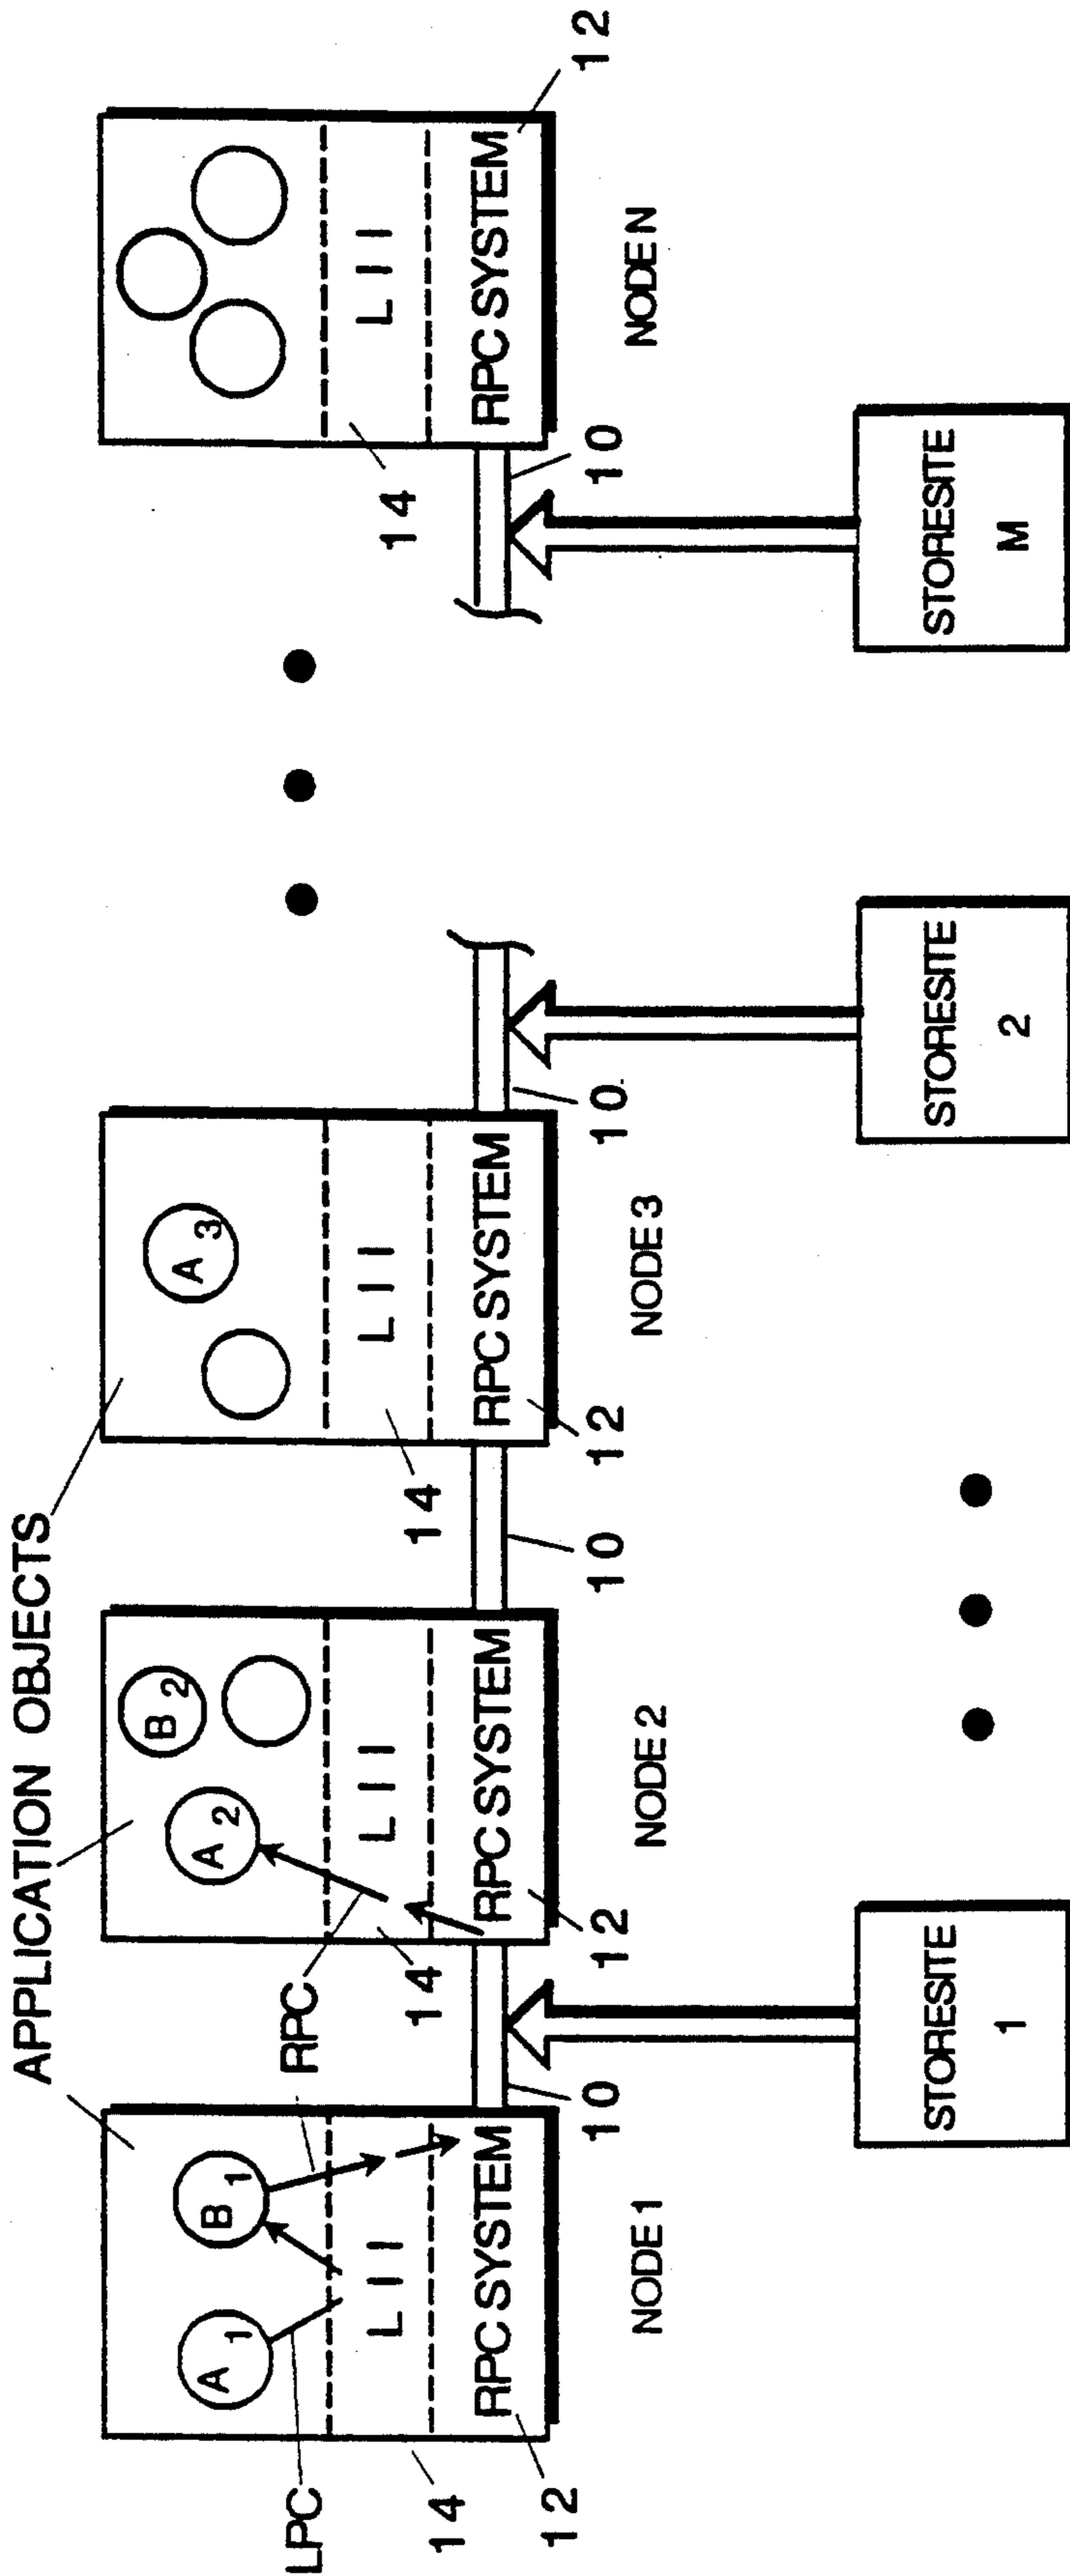 APPLICATION OBJECTS
LPC
RPC
A1
B1
A2
B2
A3
14
LII
14
LII
14
LII
14
LII
12
RPC SYSTEM
10
12
RPC SYSTEM
10
12
RPC SYSTEM
10
10
RPC SYSTEM
12
NODE 1
NODE 2
NODE 3
NODE N
STORESITE
1
STORESITE
2
STORESITE
M